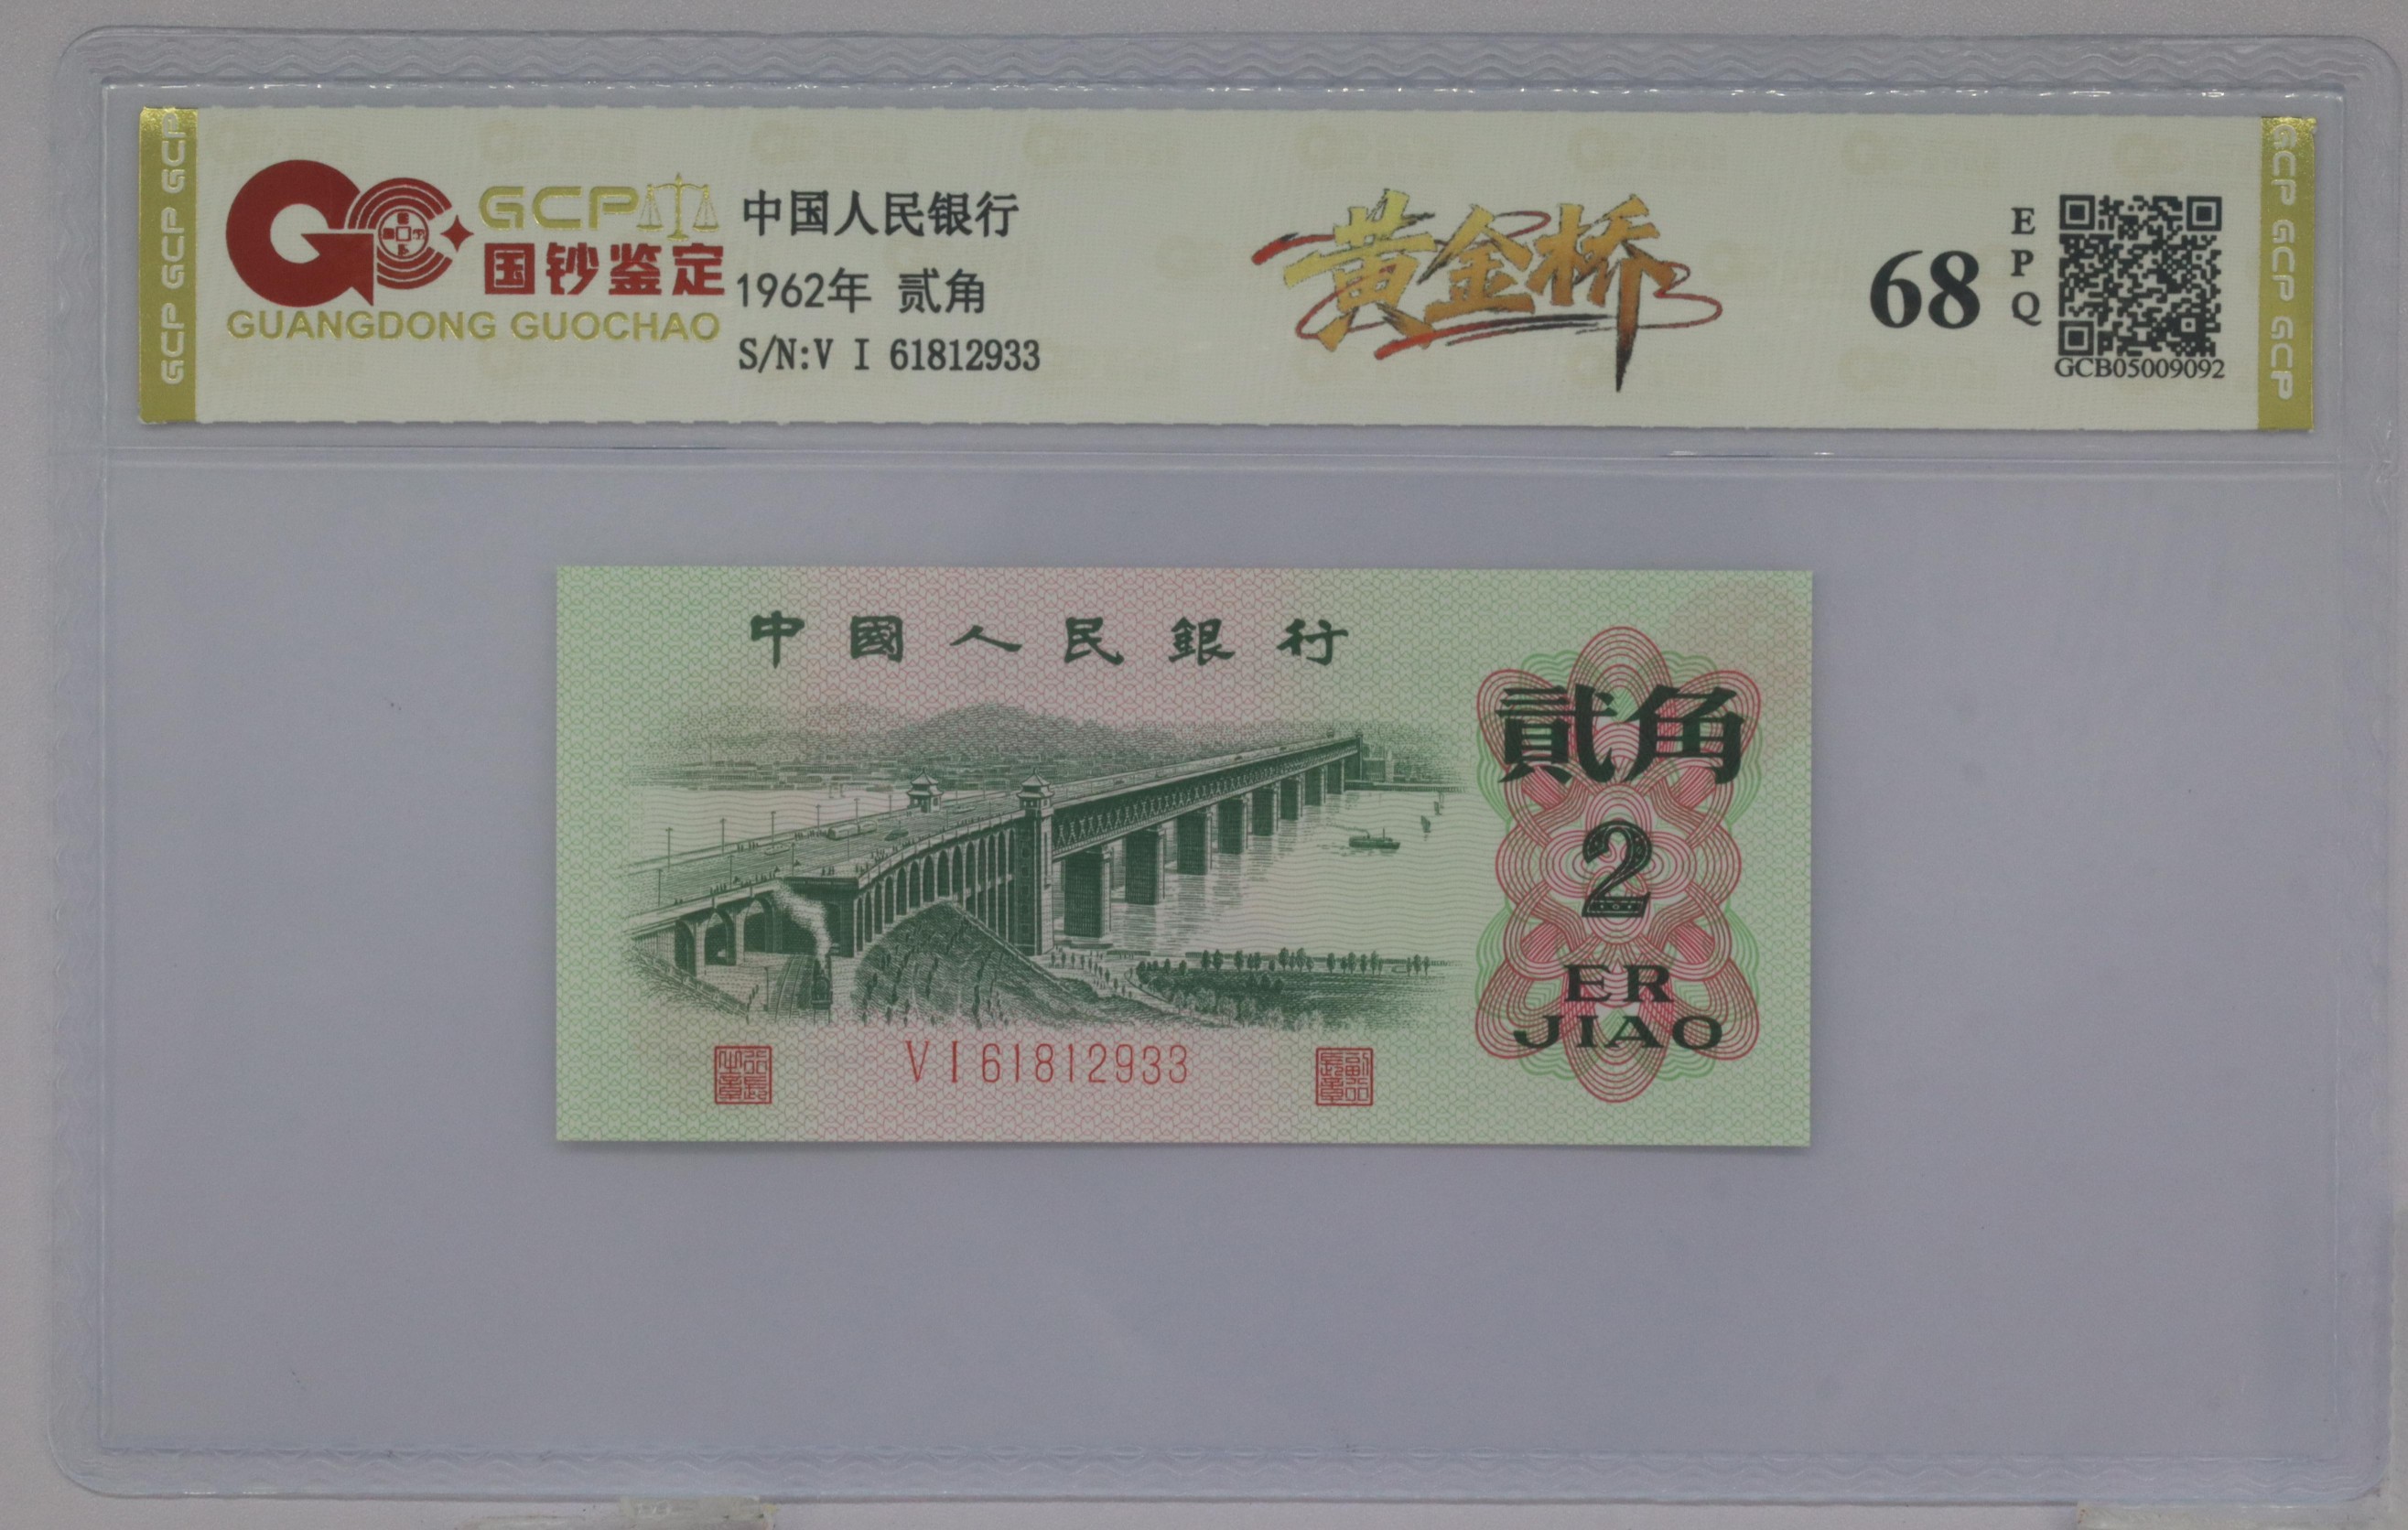 GCP GCP GCP
GCP
国钞鉴定
GUANGDONG GUOCHAO
中国人民银行
1962年 贰角
S/N:V I 61812933
黄金桥
68
EPQ
GCB05009092
GCP GCP GCP
中國人民銀行
貳角
2
ER
JIAO
VI61812933